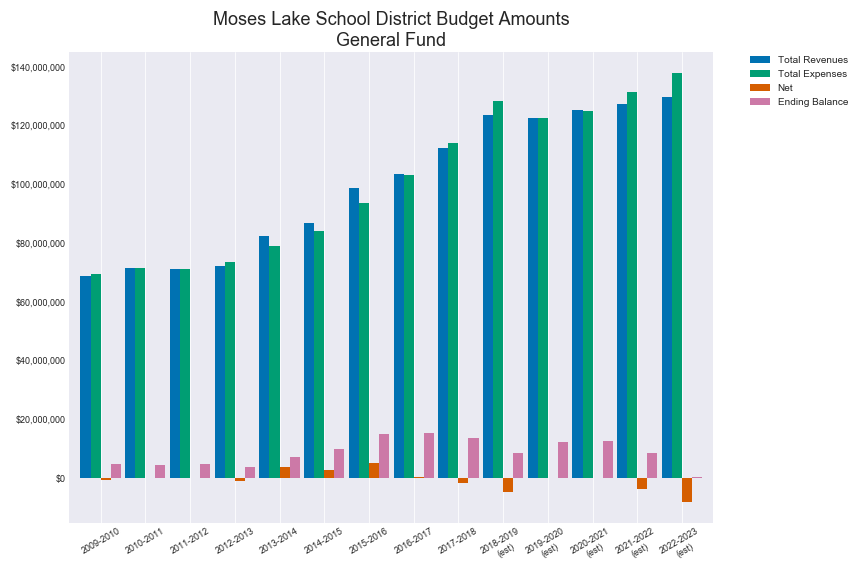 Moses Lake School District Budget Amounts
General Fund
Total Revenues
Total Expenses
Net
Ending Balance
$140,000,000
$120,000,000
$100,000,000
$80,000,000
$60,000,000
$40,000,000
$20,000,000
$0
2009-2010
2010-2011
2011-2012
2012-2013
2013-2014
2014-2015
2015-2016
2016-2017
2017-2018
2018-2019
(est)
2019-2020
(est)
2020-2021
(est)
2021-2022
(est)
2022-2023
(est)